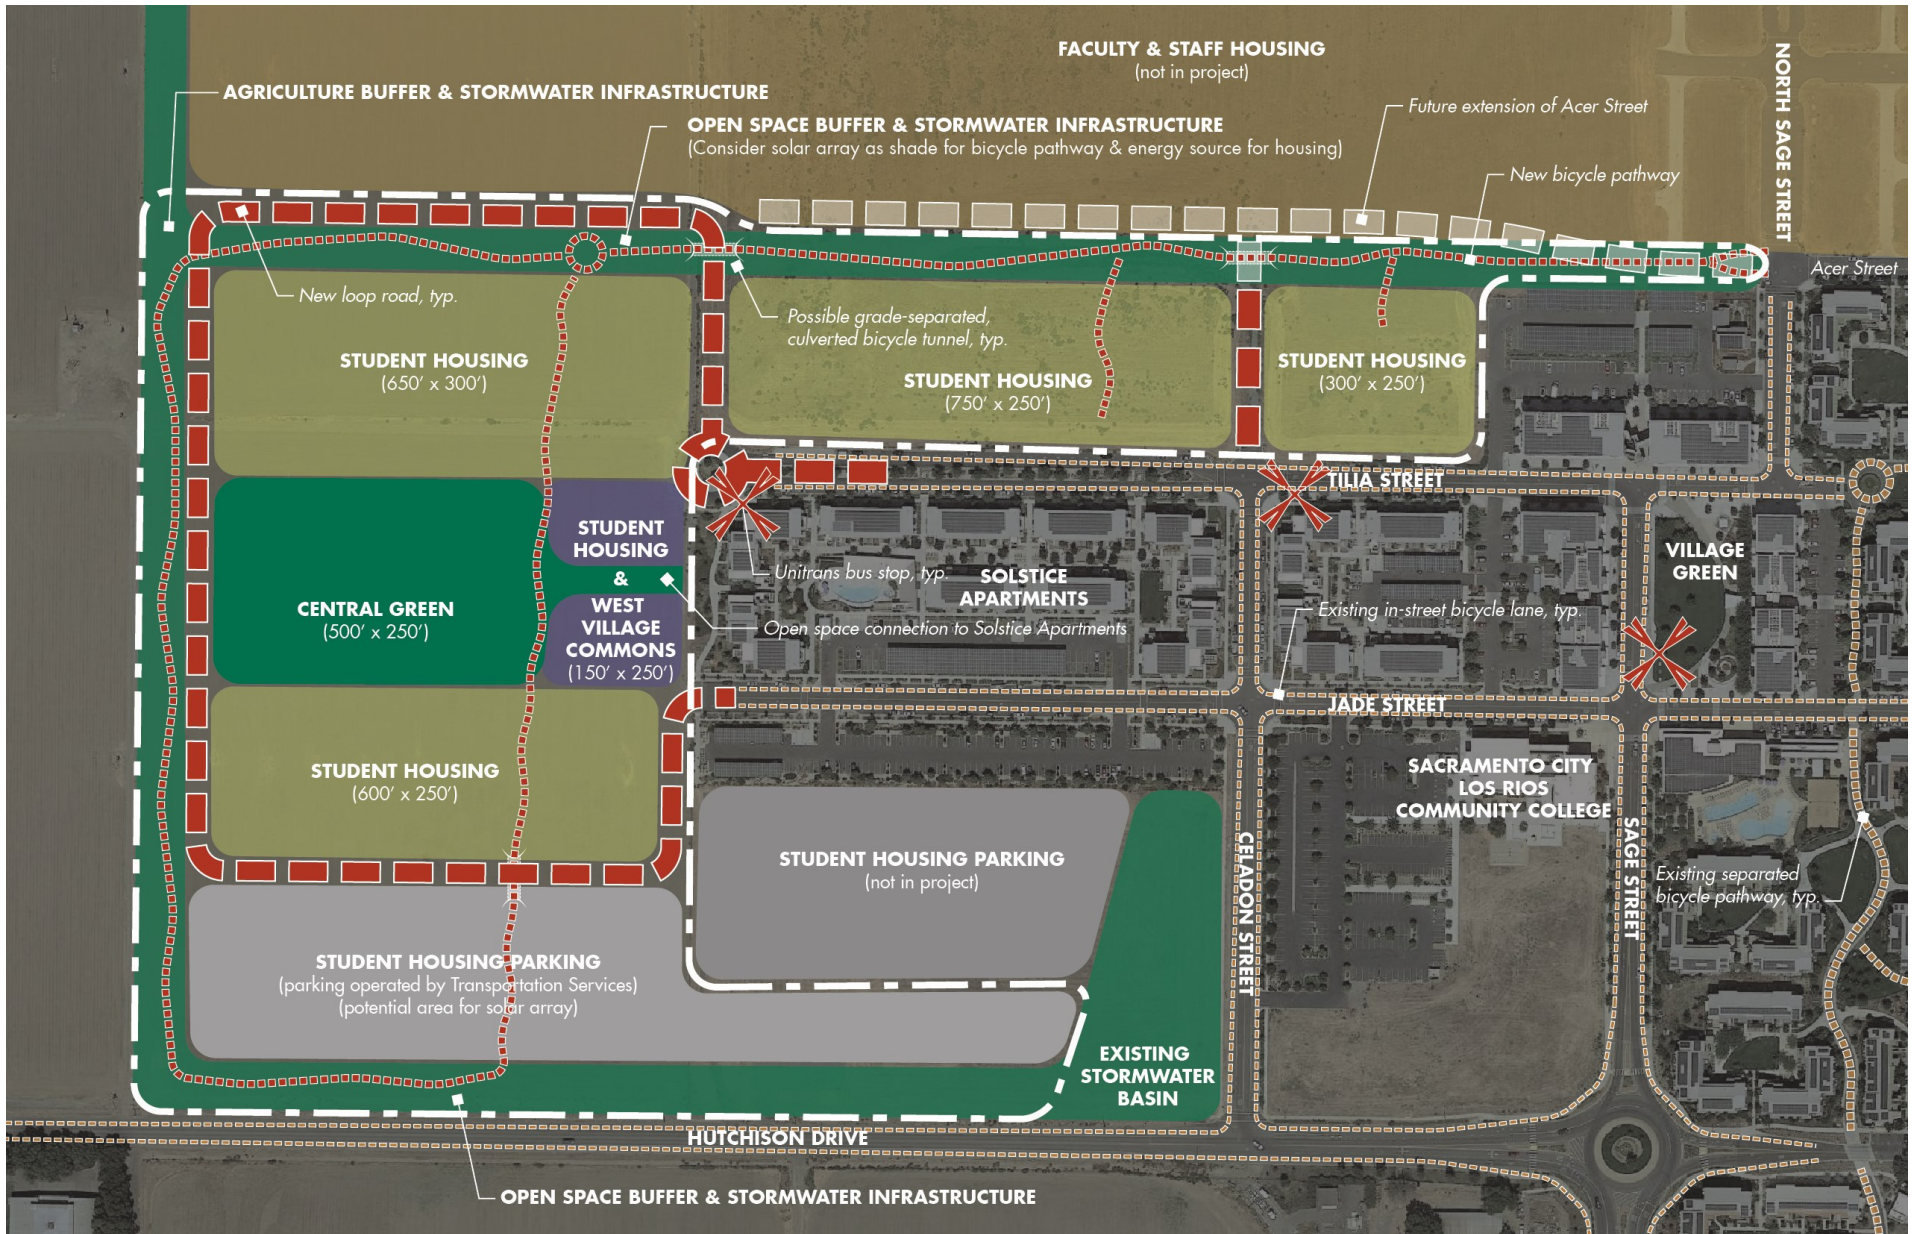 FACULTY & STAFF HOUSING
(not in project)
NORTH SAGE STREET
AGRICULTURE BUFFER & STORMWATER INFRASTRUCTURE
Future extension of Acer Street
OPEN SPACE BUFFER & STORMWATER INFRASTRUCTURE
(Consider solar array as shade for bicycle pathway & energy source for housing)
New bicycle pathway
Acer Street
New loop road, typ.
Possible grade-separated,
culverted bicycle tunnel, typ.
STUDENT HOUSING
(650’ x 300’)
STUDENT HOUSING
(750’ x 250’)
STUDENT HOUSING
(300’ x 250’)
TILIA STREET
STUDENT
HOUSING
&
WEST
VILLAGE
COMMONS
(150’ x 250’)
CENTRAL GREEN
(500’ x 250’)
Unitrans bus stop, typ.
SOLSTICE
APARTMENTS
Open space connection to Solstice Apartments
Existing in-street bicycle lane, typ.
VILLAGE
GREEN
JADE STREET
STUDENT HOUSING
(600’ x 250’)
SACRAMENTO CITY
LOS RIOS
COMMUNITY COLLEGE
STUDENT HOUSING PARKING
(not in project)
CELADON STREET
SAGE STREET
Existing separated
bicycle pathway, typ.
STUDENT HOUSING PARKING
(parking operated by Transportation Services)
(potential area for solar array)
EXISTING
STORMWATER
BASIN
HUTCHISON DRIVE
OPEN SPACE BUFFER & STORMWATER INFRASTRUCTURE